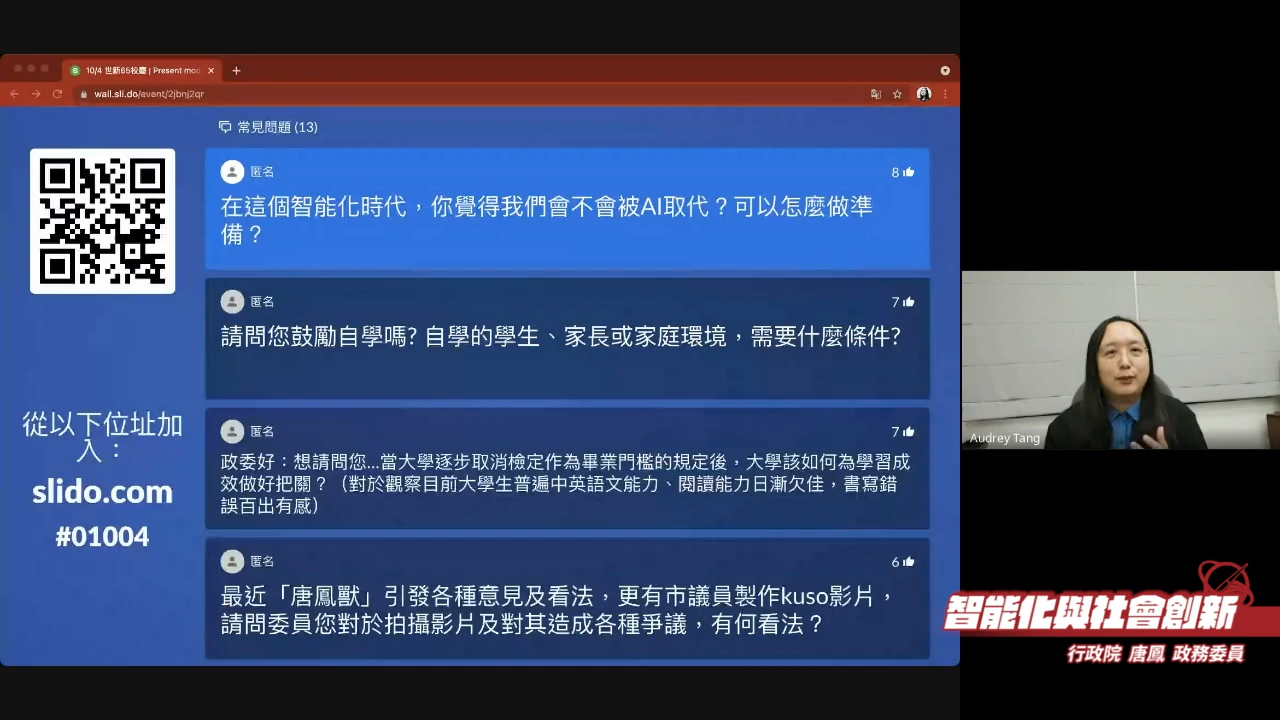 10/4 世新65校慶 | Present mod
wall.sli.do/event/2jbnj2qr
常見問題 (13)
匿名
8
在這個智能化時代，你覺得我們會不會被AI取代？可以怎麼做準
備？
匿名
7
請問您鼓勵自學嗎? 自學的學生、家長或家庭環境，需要什麼條件?
匿名
7
政委好：想請問您...當大學逐步取消檢定作為畢業門檻的規定後，大學該如何為學習成
效做好把關？（對於觀察目前大學生普遍中英語文能力、閱讀能力日漸欠佳，書寫錯
誤百出有感）
匿名
6
最近「唐鳳獸」引發各種意見及看法，更有市議員製作kuso影片，
請問委員您對於拍攝影片及對其造成各種爭議，有何看法？
從以下位址加
入：
slido.com
#01004
Audrey Tang
智能化與社會創新
行政院 唐鳳 政務委員